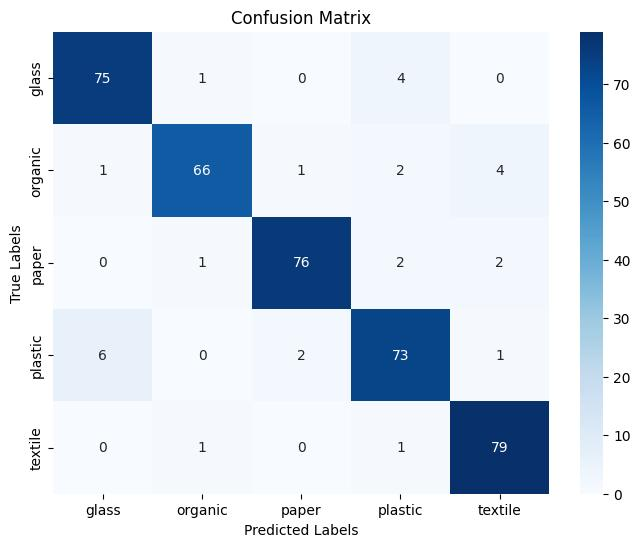 Confusion Matrix
glass 75 1 0 4 0
organic 1 66 1 2 4
paper 0 1 76 2 2
plastic 6 0 2 73 1
textile 0 1 0 1 79
glass organic paper plastic textile
Predicted Labels
True Labels
70
60
50
40
30
20
10
0